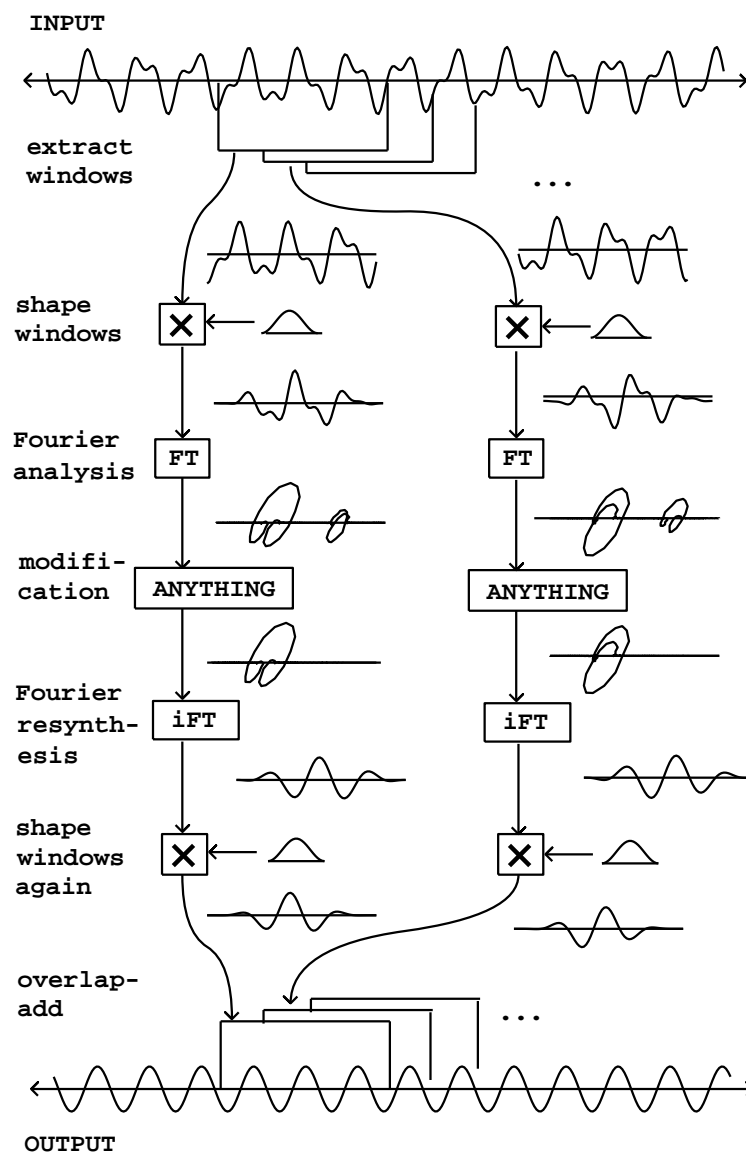 INPUT
extract
windows
...
shape
windows
Fourier
analysis
FT
FT
modifi-
cation
ANYTHING
ANYTHING
Fourier
resynth-
esis
iFT
iFT
shape
windows
again
overlap-
add
...
OUTPUT